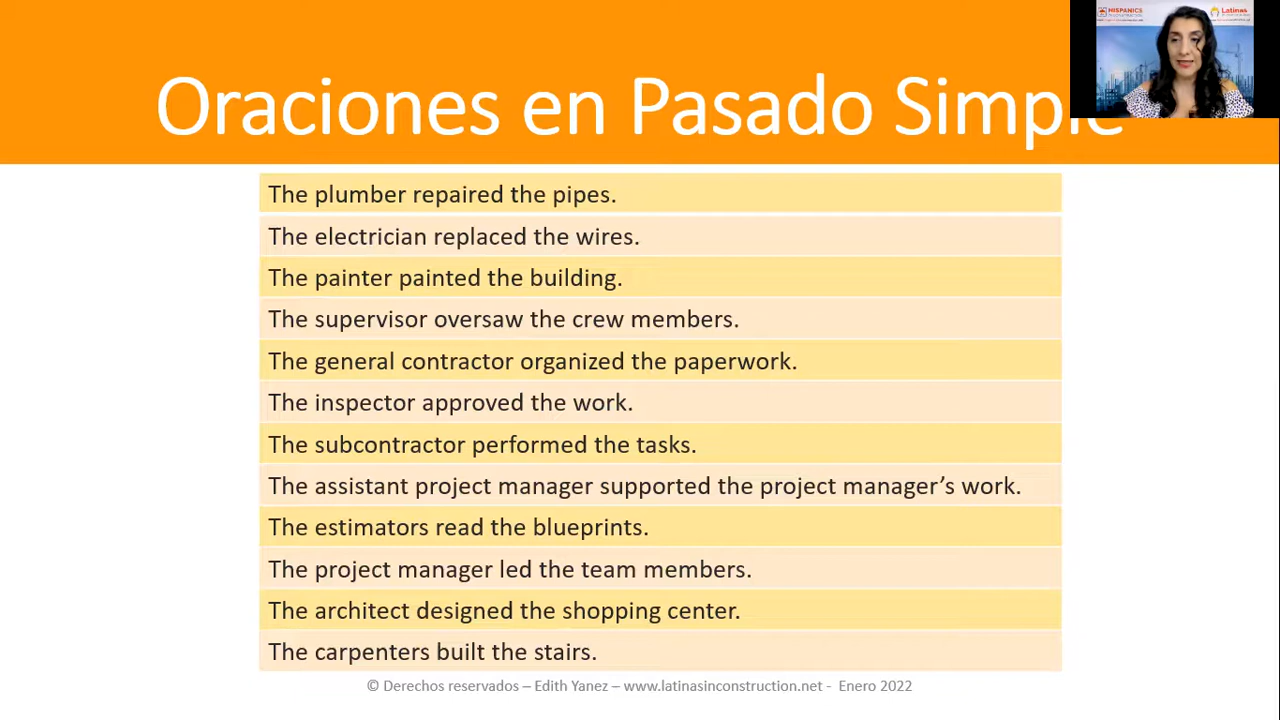 Oraciones en Pasado Simple
HISPANICS
Latinas
The plumber repaired the pipes.
The electrician replaced the wires.
The painter painted the building.
The supervisor oversaw the crew members.
The general contractor organized the paperwork.
The inspector approved the work.
The subcontractor performed the tasks.
The assistant project manager supported the project manager’s work.
The estimators read the blueprints.
The project manager led the team members.
The architect designed the shopping center.
The carpenters built the stairs.
© Derechos reservados – Edith Yanez – www.latinasinconstruction.net - Enero 2022